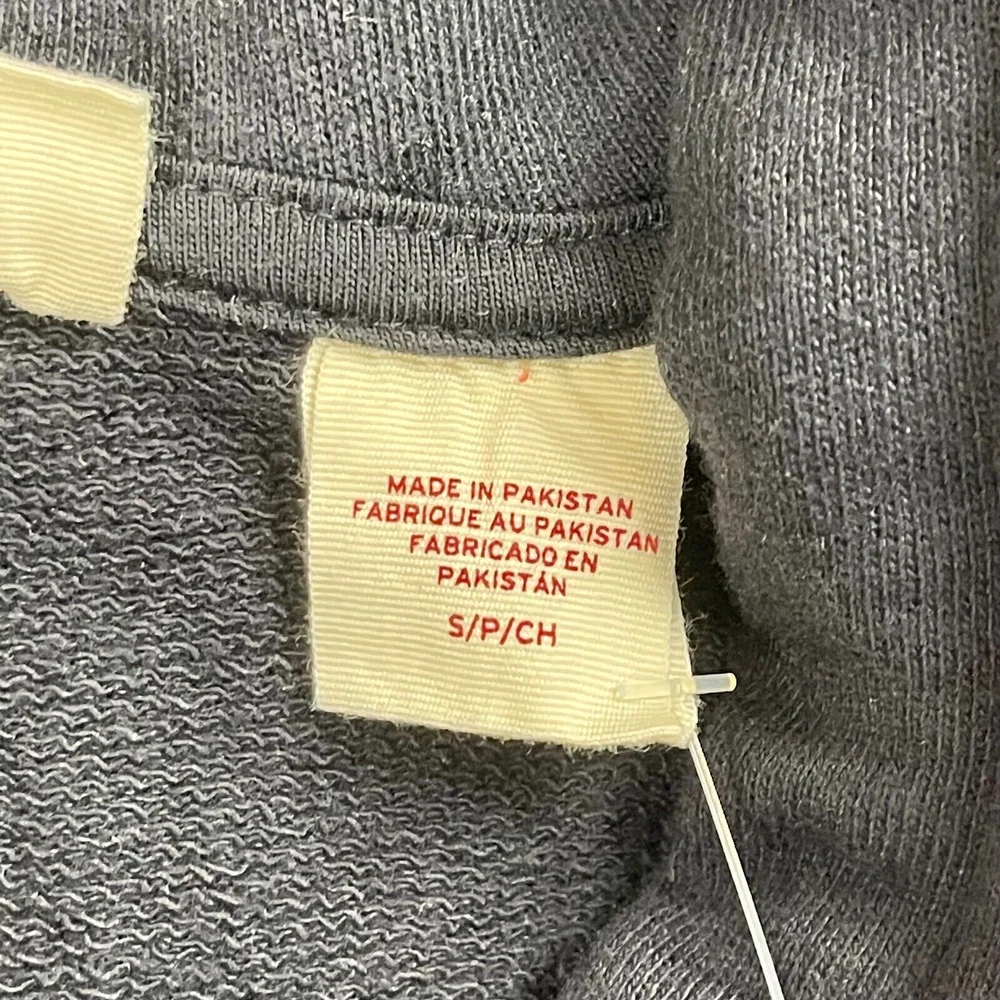 MADE IN PAKISTAN
FABRIQUE AU PAKISTAN
FABRICADO EN
PAKISTÁN
S/P/CH